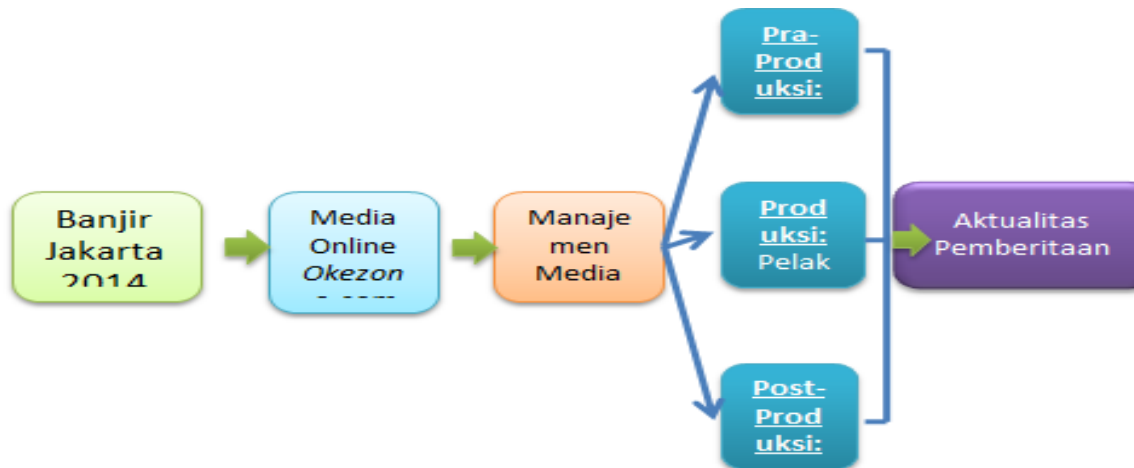 Banjir
Jakarta
2014
Media
Online
Okezon
Manaje
men
Media
Pra-
Prod
uksi:
Prod
uksi:
Pelak
Post-
Prod
uksi:
Aktualitas
Pemberitaan